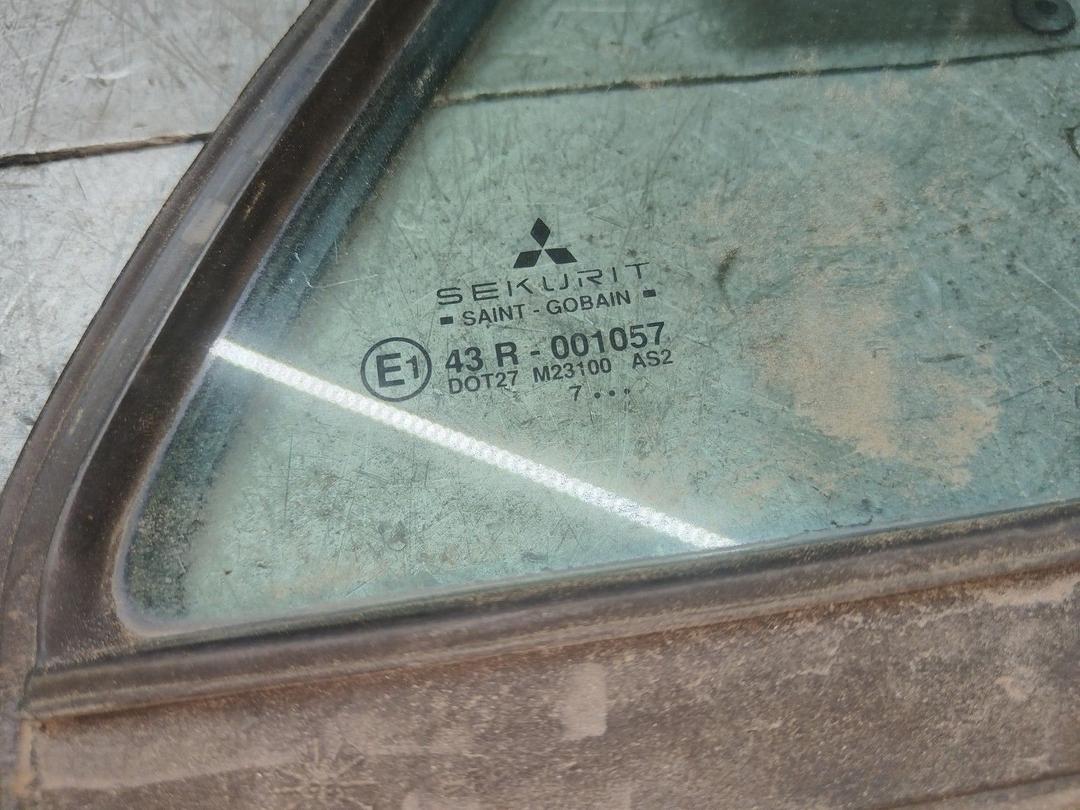 SEKURIT
SAINT - GOBAIN
E1 43 R - 001057
DOT27 M23100 AS2
7 ...